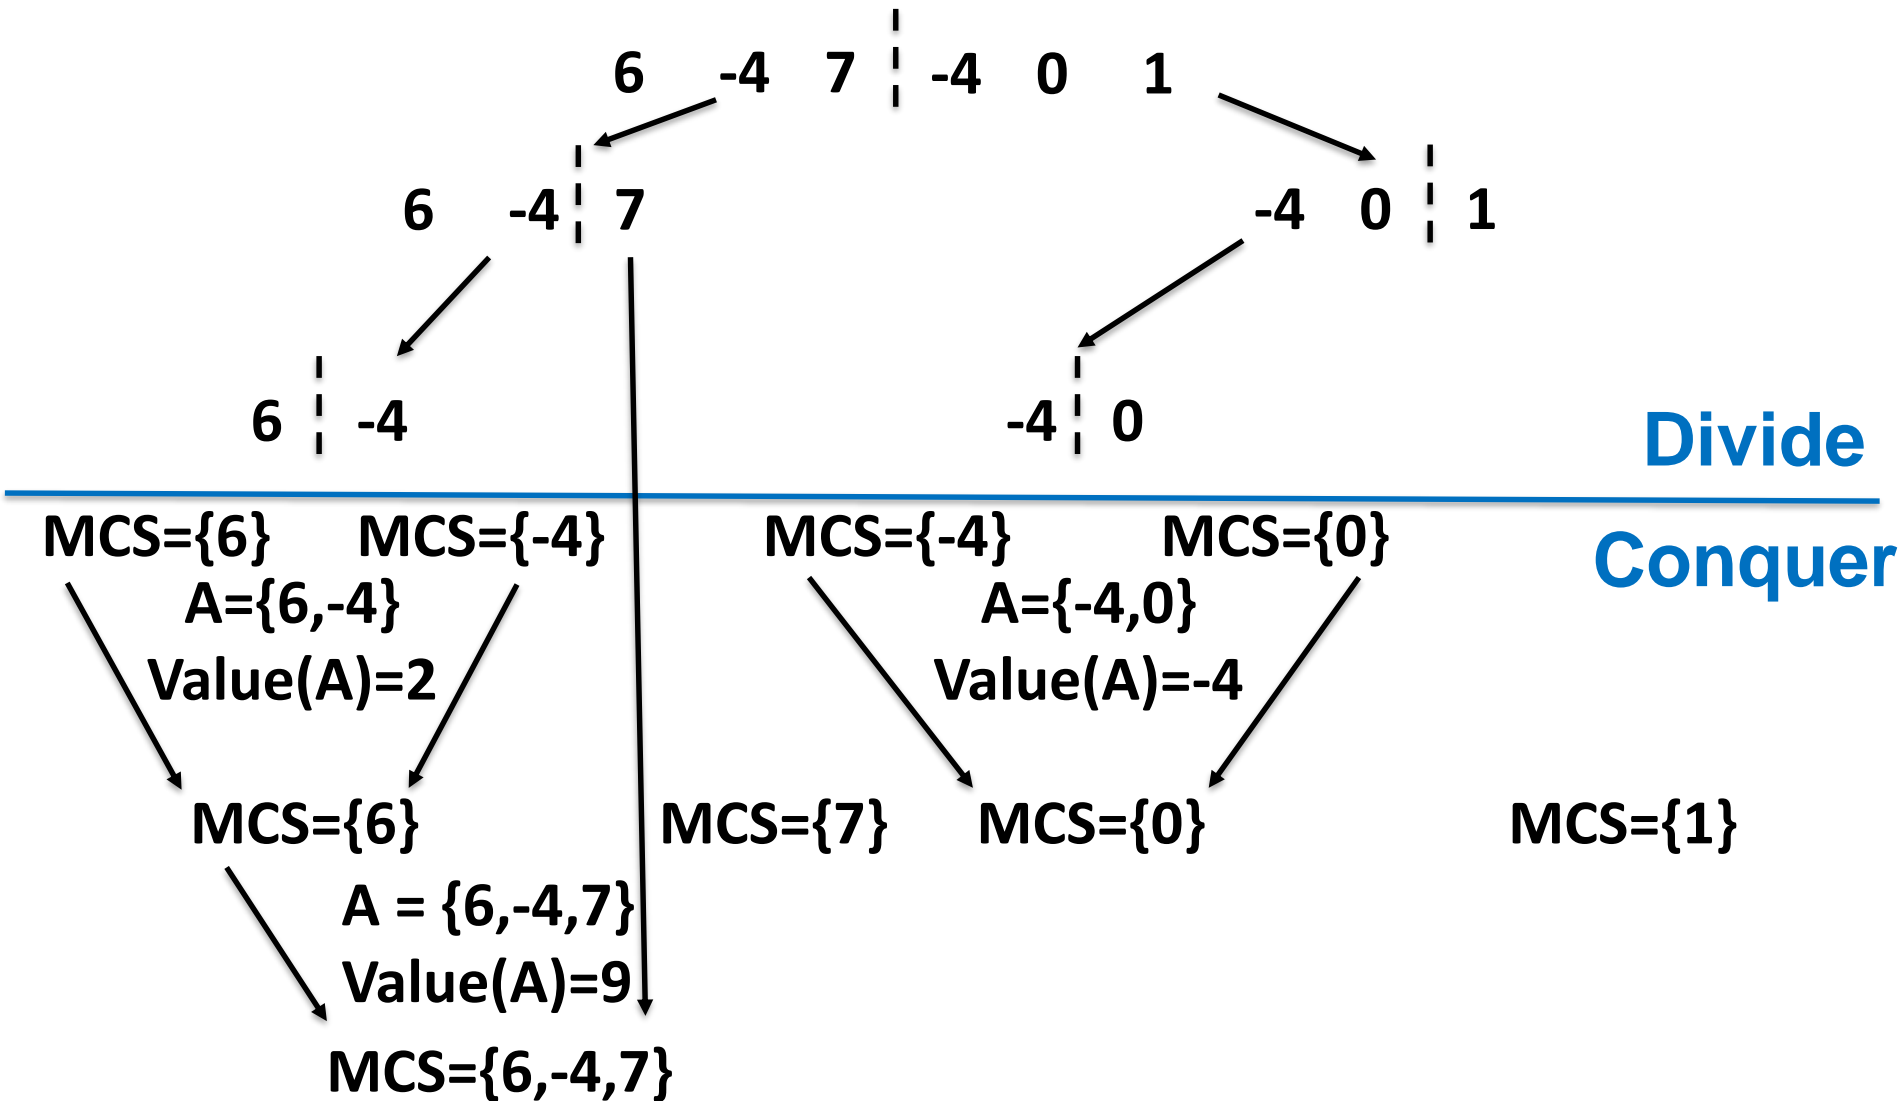 6 -4 7 -4 0 1
6 -4 7 -4 0 1
6 -4 -4 0
Divide
MCS={6} MCS={-4} MCS={-4} MCS={0}
Conquer
A={6,-4} A={-4,0}
Value(A)=2 Value(A)=-4
MCS={6} MCS={7} MCS={0} MCS={1}
A = {6,-4,7}
Value(A)=9
MCS={6,-4,7}